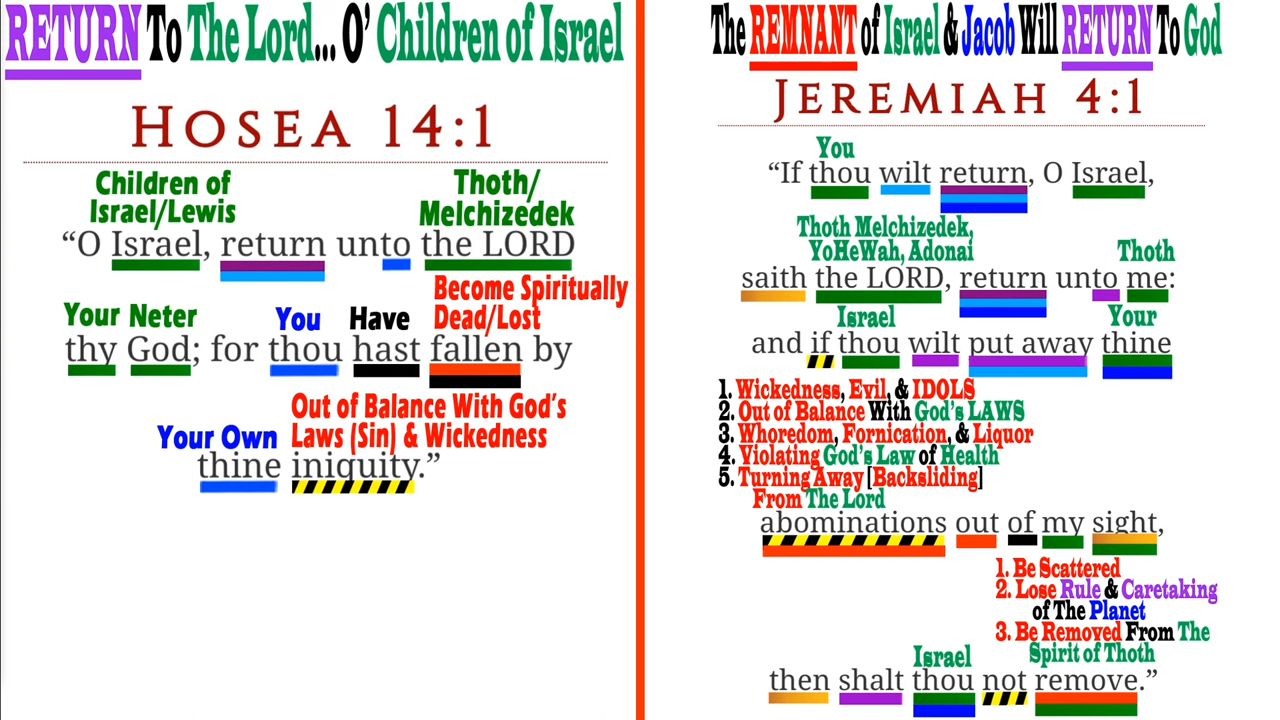 RETURN To The Lord... O' Children of Israel
HOSEA 14:1
Children of
Israel/Lewis
Thoth/
Melchizedek
“O Israel, return unto the LORD
Become Spiritually
Dead/Lost
Your Neter
You
Have
thy God; for thou hast fallen by
Out of Balance With God's
Your Own
Laws (Sin) & Wickedness
thine iniquity.”
The REMNANT of Israel & Jacob Will RETURN To God
JEREMIAH 4:1
You
“If thou wilt return, O Israel,
Thoth Melchizedek,
YoHeWah, Adonai
Thoth
saith the LORD, return unto me:
Israel
Your
and if thou wilt put away thine
1. Wickedness, Evil, & IDOLS
2. Out of Balance With God's LAWS
3. Whoredom, Fornication, & Liquor
4. Violating God's Law of Health
5. Turning Away [Backsliding]
From The Lord
abominations out of my sight,
1. Be Scattered
2. Lose Rule & Caretaking
of The Planet
3. Be Removed From The
Spirit of Thoth
Israel
then shalt thou not remove.”